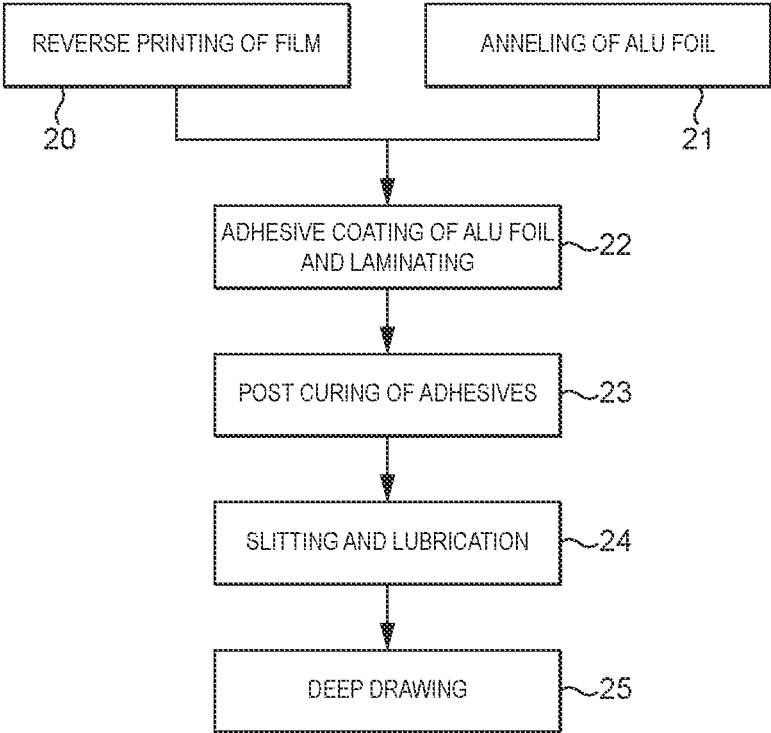 REVERSE PRINTING OF FILM
ANNELING OF ALU FOIL
20
21
ADHESIVE COATING OF ALU FOIL
AND LAMINATING
22
POST CURING OF ADHESIVES
23
SLITTING AND LUBRICATION
24
DEEP DRAWING
25